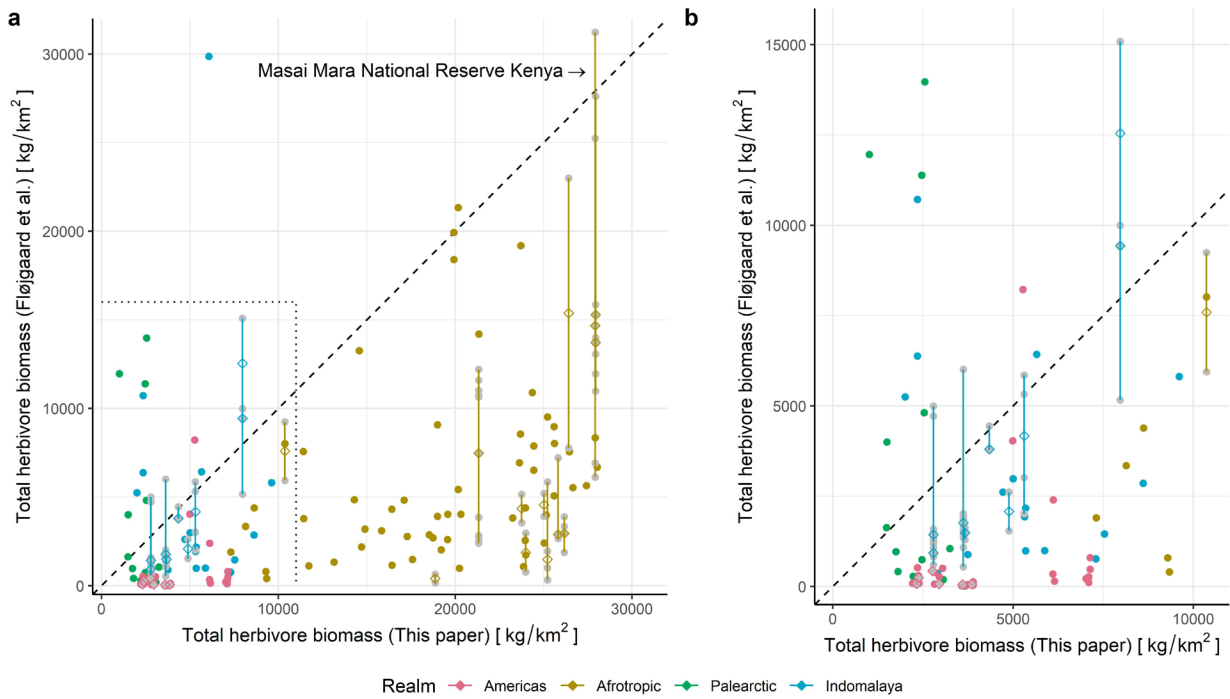 a
Total herbivore biomass (Fløjgaard et al.) [ kg/km²]
30000
20000
10000
0
Masai Mara National Reserve Kenya →
0 10000 20000 30000
Total herbivore biomass (This paper) [ kg/km²]
b
Total herbivore biomass (Fløjgaard et al.) [ kg/km²]
15000
10000
5000
0
0 5000 10000
Total herbivore biomass (This paper) [ kg/km²]
Realm Americas Afrotropic Palearctic Indomalaya